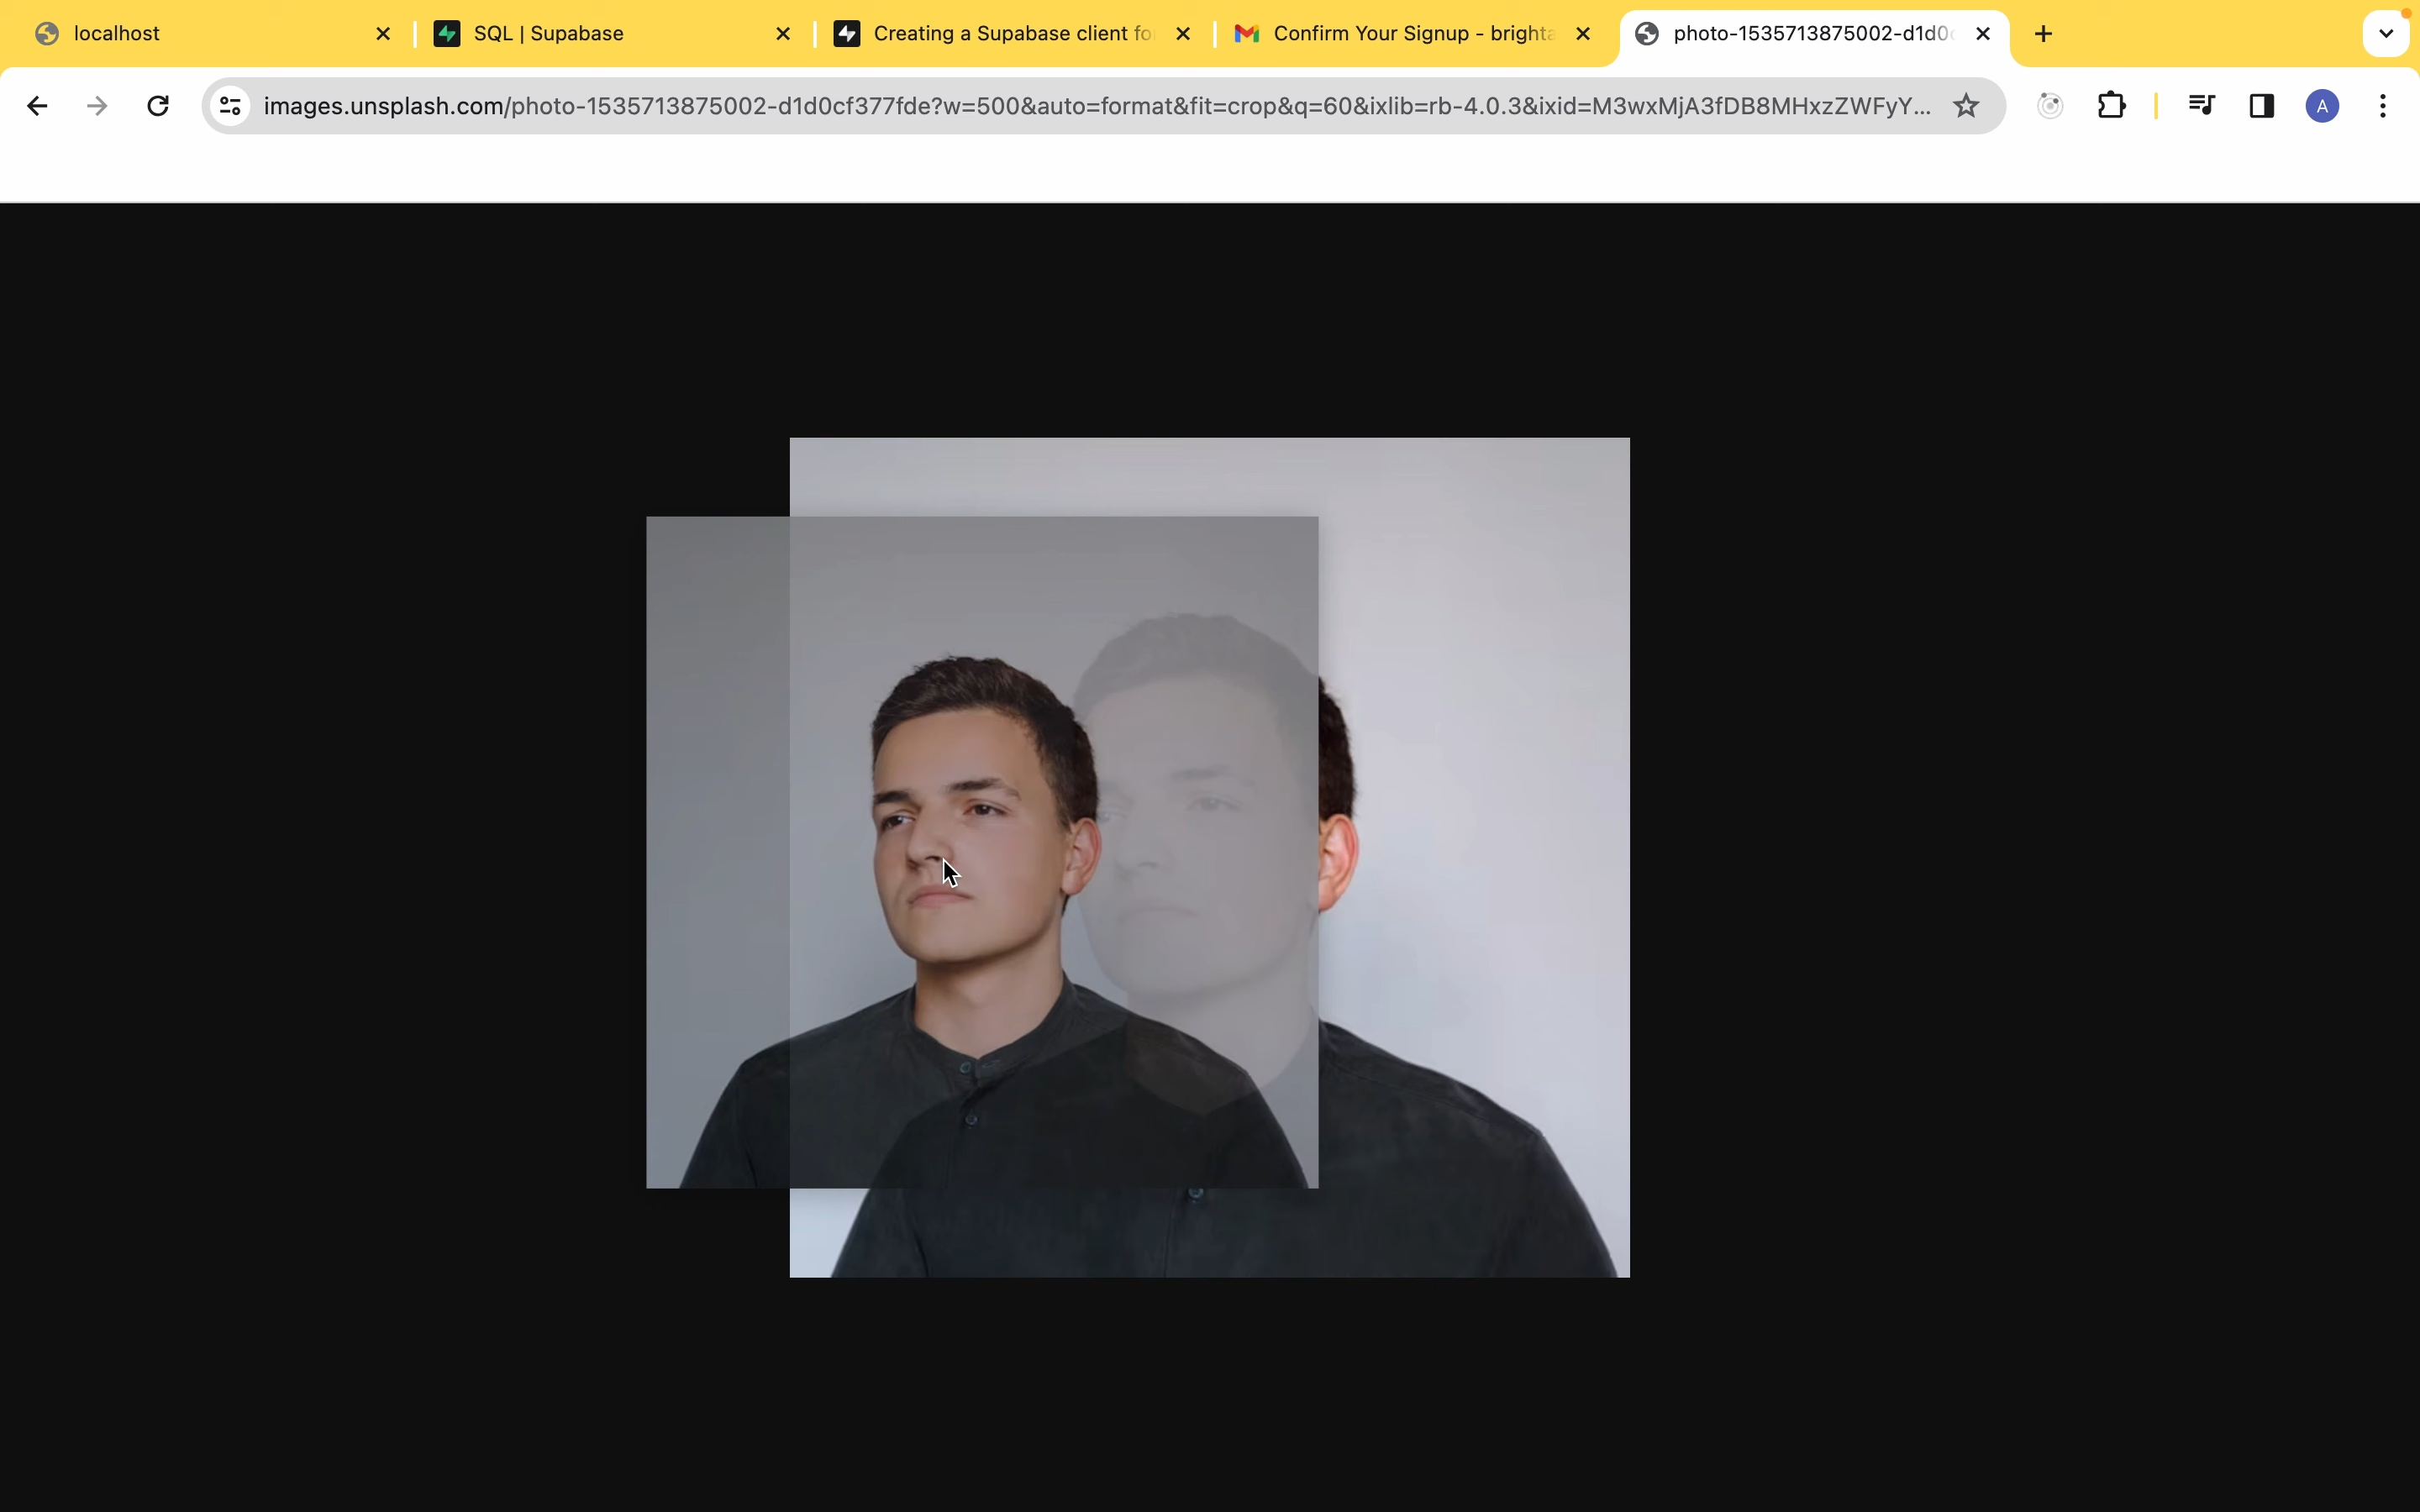 localhost
SQL | Supabase
Creating a Supabase client fo
Confirm Your Signup - brighta
photo-1535713875002-d1d0
images.unsplash.com/photo-1535713875002-d1d0cf377fde?w=500&auto=format&fit=crop&q=60&ixlib=rb-4.0.3&ixid=M3wxMjA3fDB8MHxzZWFyY...
A